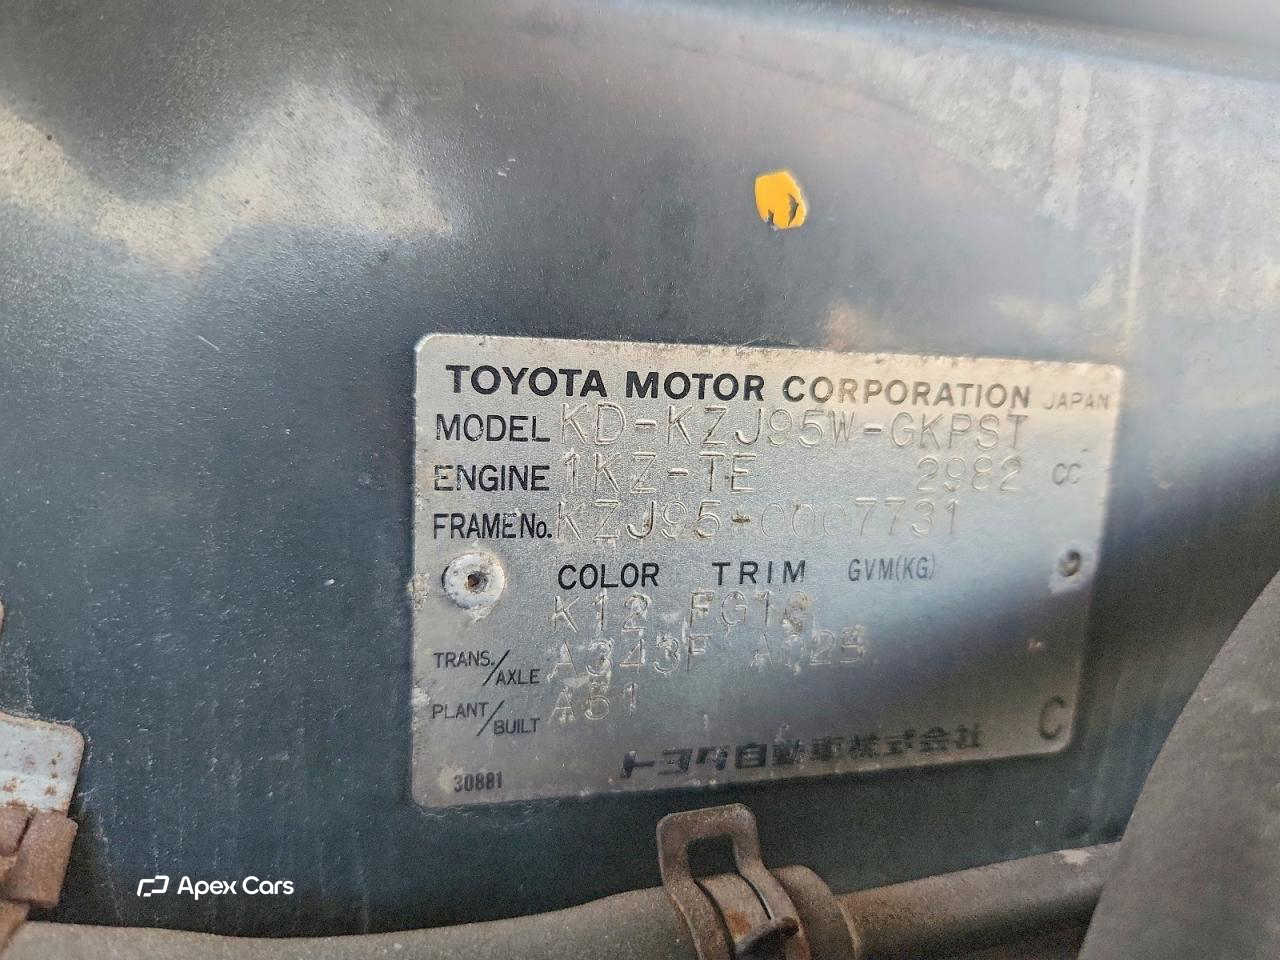 TOYOTA MOTOR CORPORATION JAPAN
MODEL KD-KZJ95W-GKPST
ENGINE 1KZ-TE 2982 CC
FRAME No. KZJ95-0007731
COLOR TRIM GVM(KG)
K12 FG10
TRANS./AXLE A343F A02B
PLANT/BUILT A61
C
トヨタ自動車株式会社
30881
Apex Cars